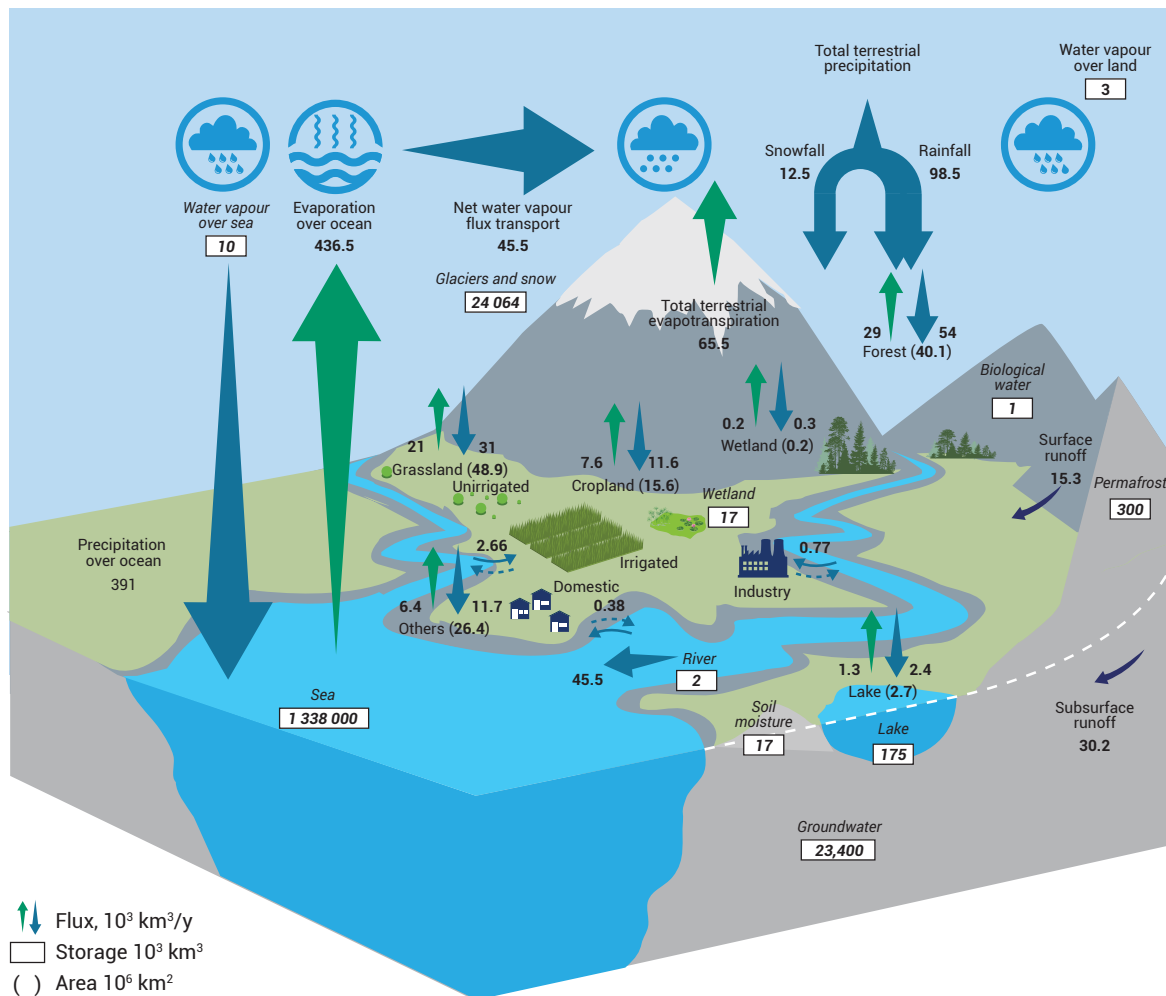 Total terrestrial
precipitation
Water vapour
over land
3
Snowfall
12.5
Rainfall
98.5
Water vapour
over sea
10
Evaporation
over ocean
436.5
Net water vapour
flux transport
45.5
Glaciers and snow
24 064
Total terrestrial
evapotranspiration
65.5
29 54
Forest (40.1)
Biological
water
1
0.2 0.3
Wetland (0.2)
Surface
runoff
15.3
Permafrost
300
21 31
Grassland (48.9)
Unirrigated
7.6 11.6
Cropland (15.6)
Wetland
17
Precipitation
over ocean
391
2.66
Irrigated
0.77
Industry
Domestic
0.38
6.4 11.7
Others (26.4)
45.5
River
2
1.3 2.4
Lake (2.7)
Sea
1 338 000
Soil
moisture
17
Lake
175
Subsurface
runoff
30.2
Groundwater
23,400
Flux, 10³ km³/y
Storage 10³ km³
( ) Area 10⁶ km²